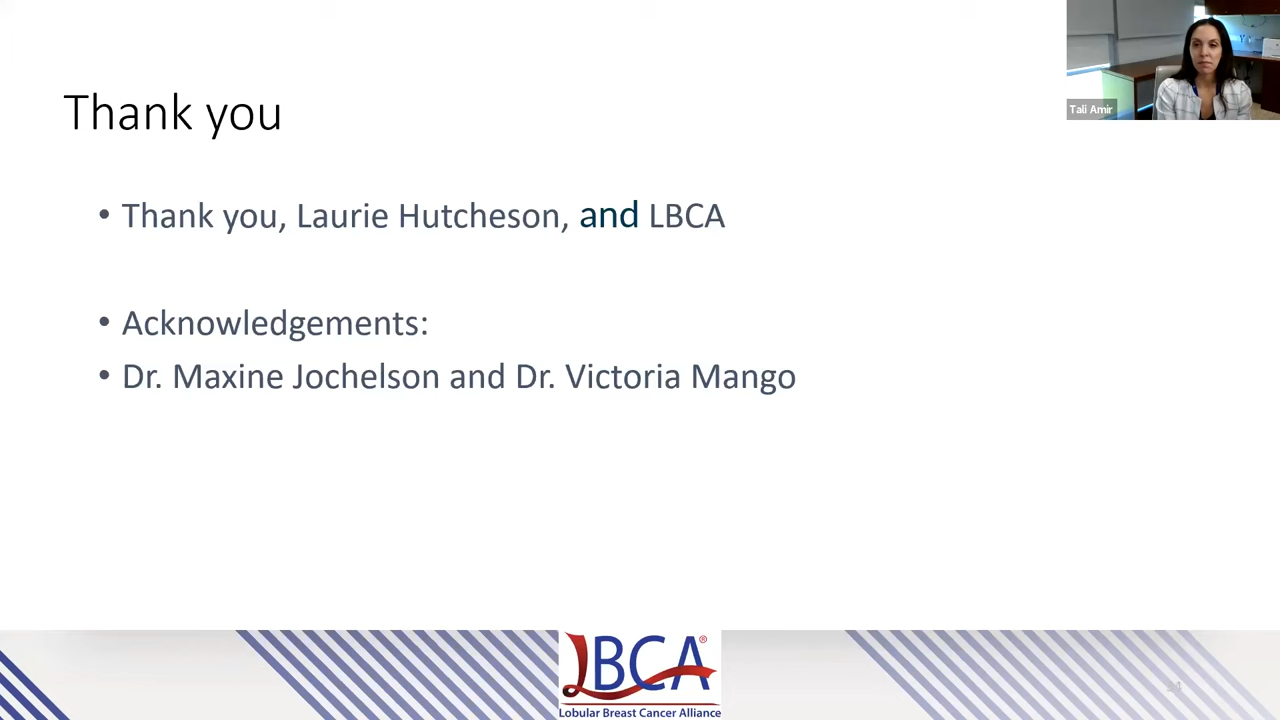 Tali Amir
Thank you
• Thank you, Laurie Hutcheson, and LBCA
• Acknowledgements:
• Dr. Maxine Jochelson and Dr. Victoria Mango
LBCA®
Lobular Breast Cancer Alliance